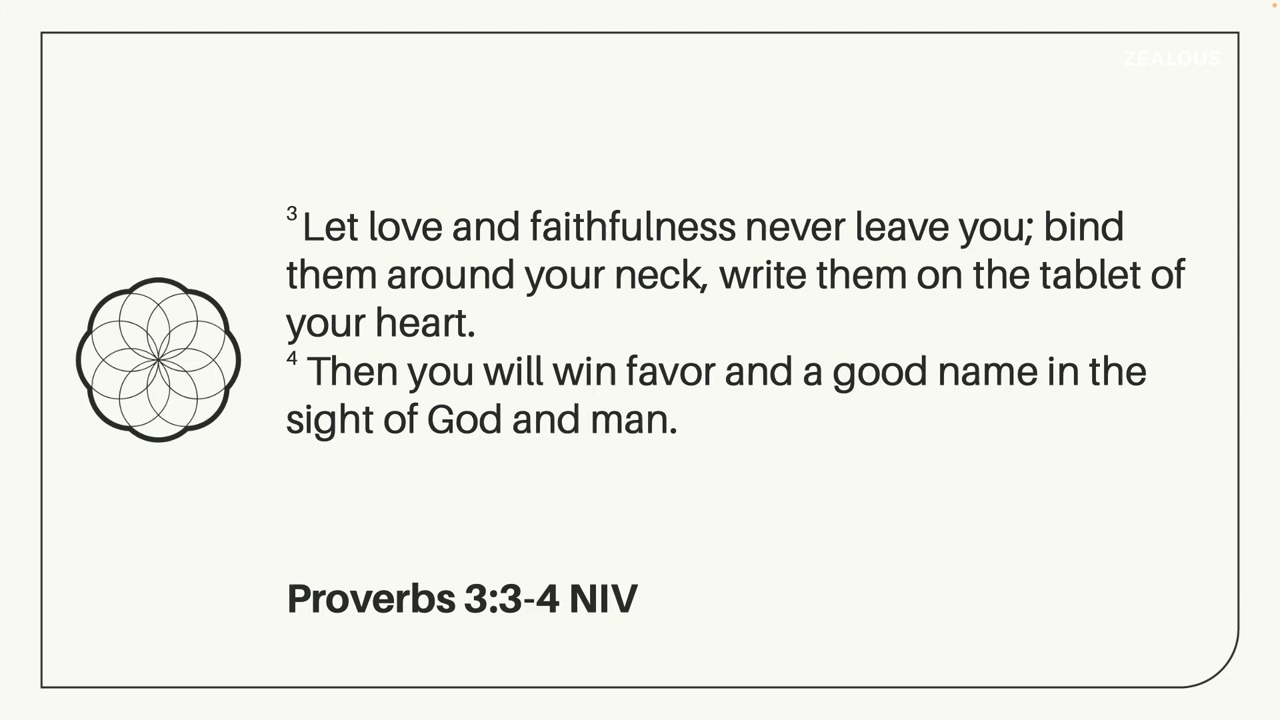 ZEALOUS
3 Let love and faithfulness never leave you; bind
them around your neck, write them on the tablet of
your heart.
4 Then you will win favor and a good name in the
sight of God and man.
Proverbs 3:3-4 NIV